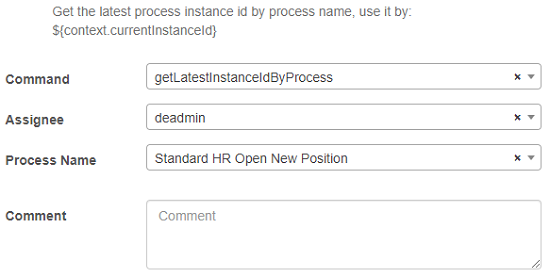 Get the latest process instance id by process name, use it by:
${context.currentInstanceId}
Command getLatestInstanceIdByProcess × 
Assignee deadmin ×
Process Name Standard HR Open New Position ×
Comment Comment